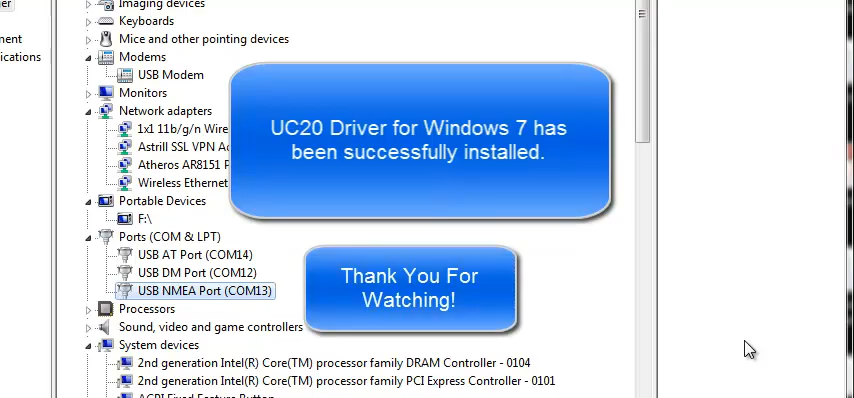 er
Imaging devices
Keyboards
ment
Mice and other pointing devices
ications
Modems
USB Modem
Monitors
Network adapters
1x1 11b/g/n Wire
Astrill SSL VPN A
Atheros AR8151 P
Wireless Ethernet
Portable Devices
F:\
Ports (COM & LPT)
USB AT Port (COM14)
USB DM Port (COM12)
USB NMEA Port (COM13)
Processors
Sound, video and game controllers
System devices
2nd generation Intel(R) Core(TM) processor family DRAM Controller - 0104
2nd generation Intel(R) Core(TM) processor family PCI Express Controller - 0101
ACPI Fixed Feature Button
UC20 Driver for Windows 7 has
been successfully installed.
Thank You For
Watching!